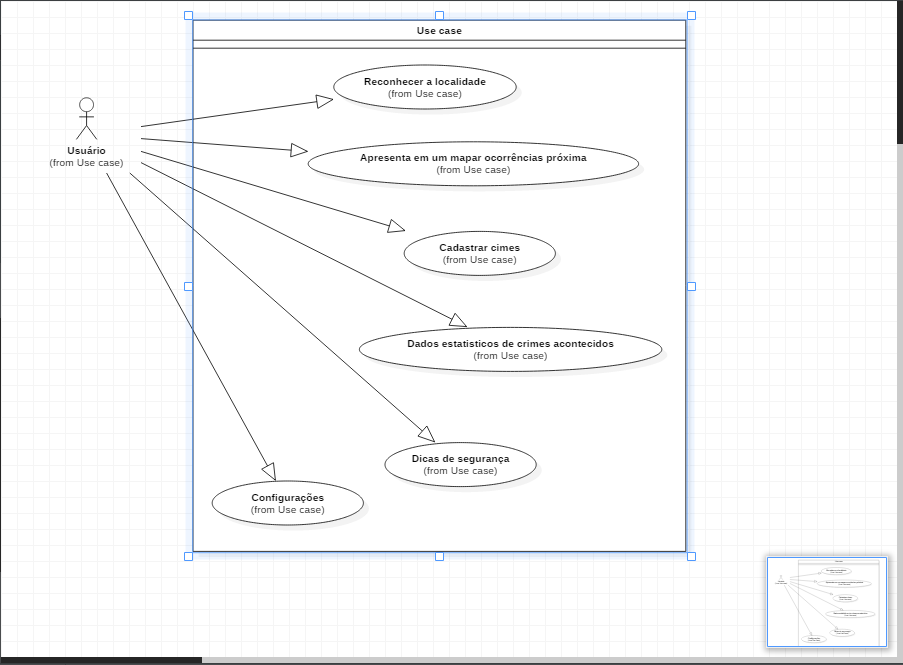 Use case
Reconhecer a localidade
(from Use case)
Usuário
(from Use case)
Apresenta em um mapar ocorrências próxima
(from Use case)
Cadastrar cimes
(from Use case)
Dados estatisticos de crimes acontecidos
(from Use case)
Dicas de segurança
(from Use case)
Configurações
(from Use case)